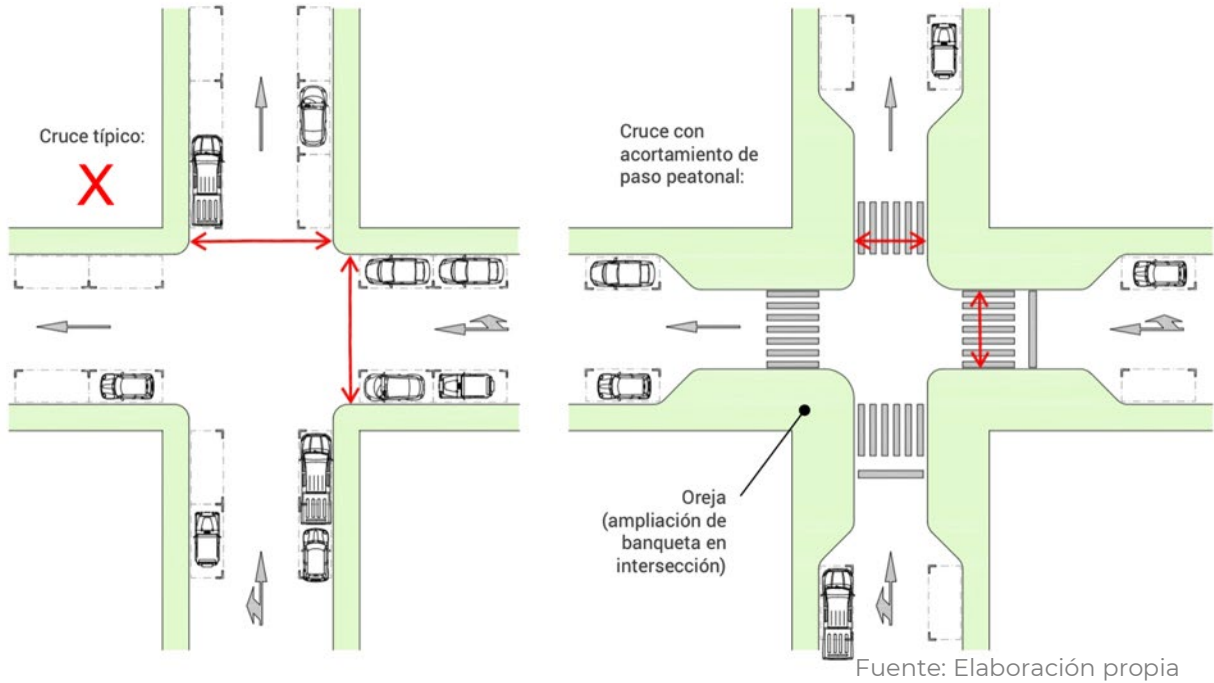 Cruce típico:
X
Cruce con
acortamiento de
paso peatonal:
Oreja
(ampliación de
banqueta en
intersección)
Fuente: Elaboración propia